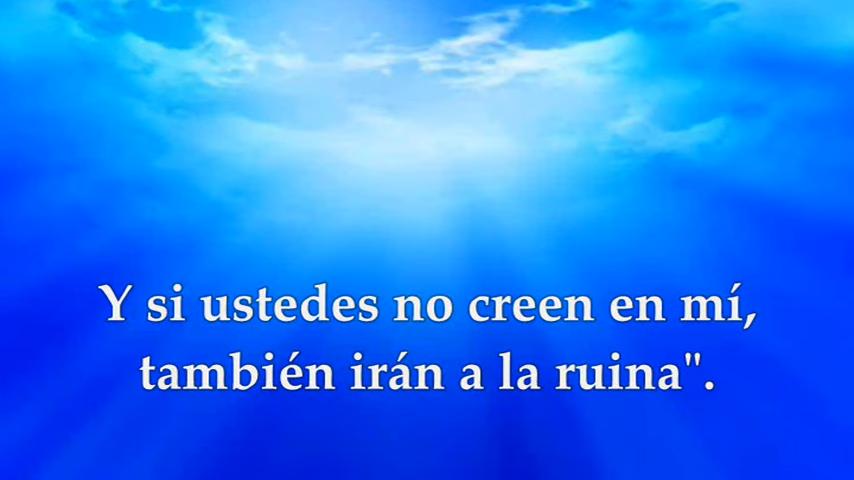 Y si ustedes no creen en mí,
también irán a la ruina".